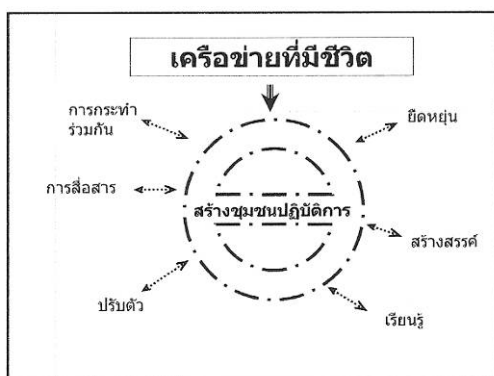 เครือข่ายที่มีชีวิต
การกระทำ
ร่วมกัน
ยืดหยุ่น
การสื่อสาร
สร้างชุมชนปฏิบัติการ
สร้างสรรค์
ปรับตัว
เรียนรู้